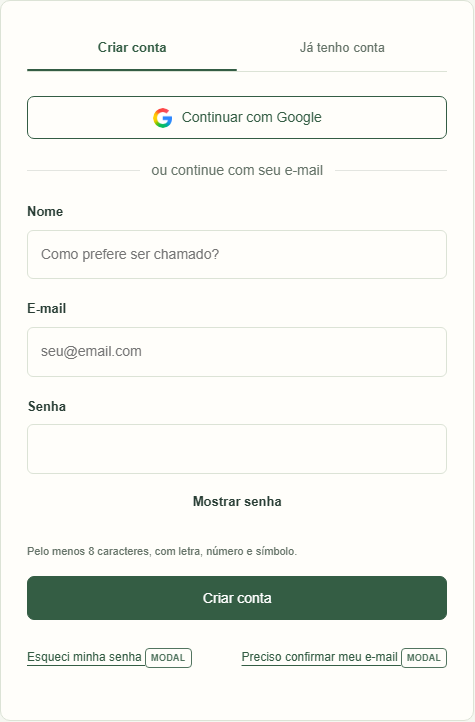 Criar conta Já tenho conta
Continuar com Google
ou continue com seu e-mail
Nome
Como prefere ser chamado?
E-mail
seu@email.com
Senha
Mostrar senha
Pelo menos 8 caracteres, com letra, número e símbolo.
Criar conta
Esqueci minha senha MODAL Preciso confirmar meu e-mail MODAL